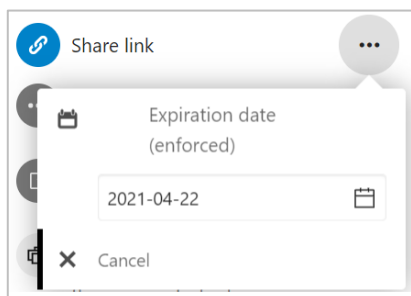 Share link
Expiration date
(enforced)
2021-04-22
Cancel